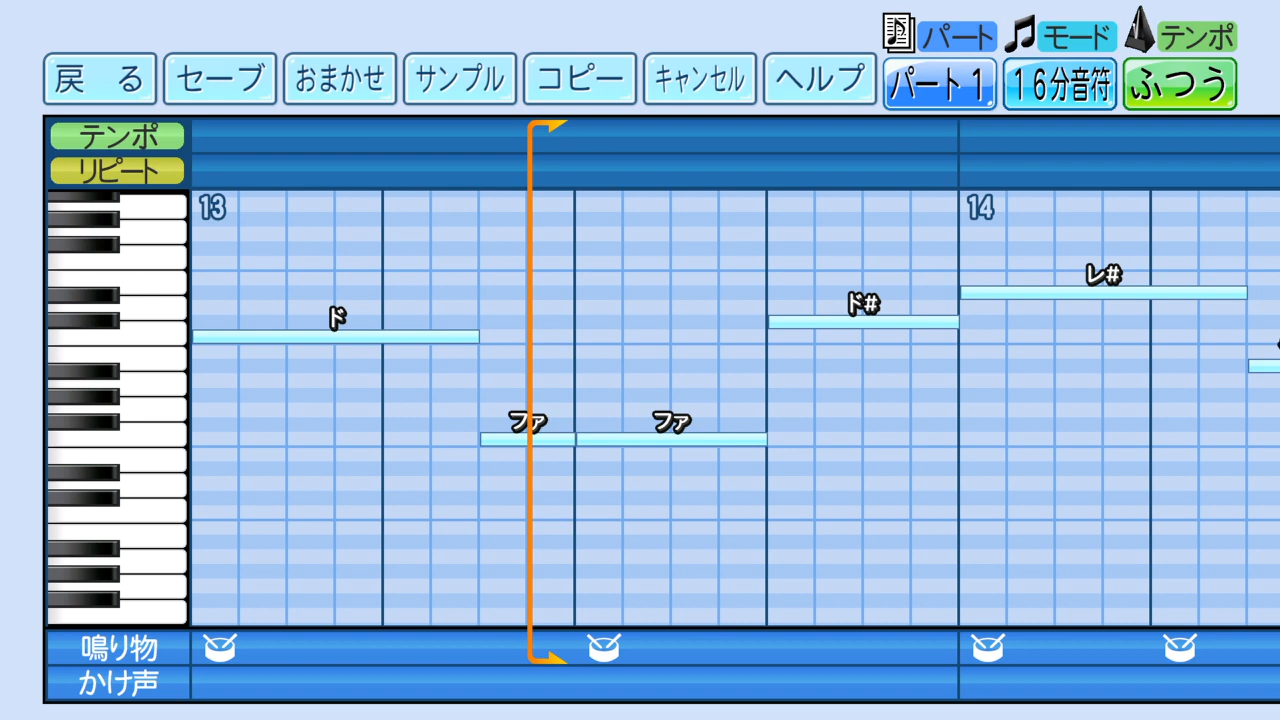 パート モード テンポ
戻る セーブ おまかせ サンプル コピー キャンセル ヘルプ パート1 16分音符 ふつう
テンポ
リピート
13 14
レ#
ド#
ド
ファ ファ
鳴り物
かけ声